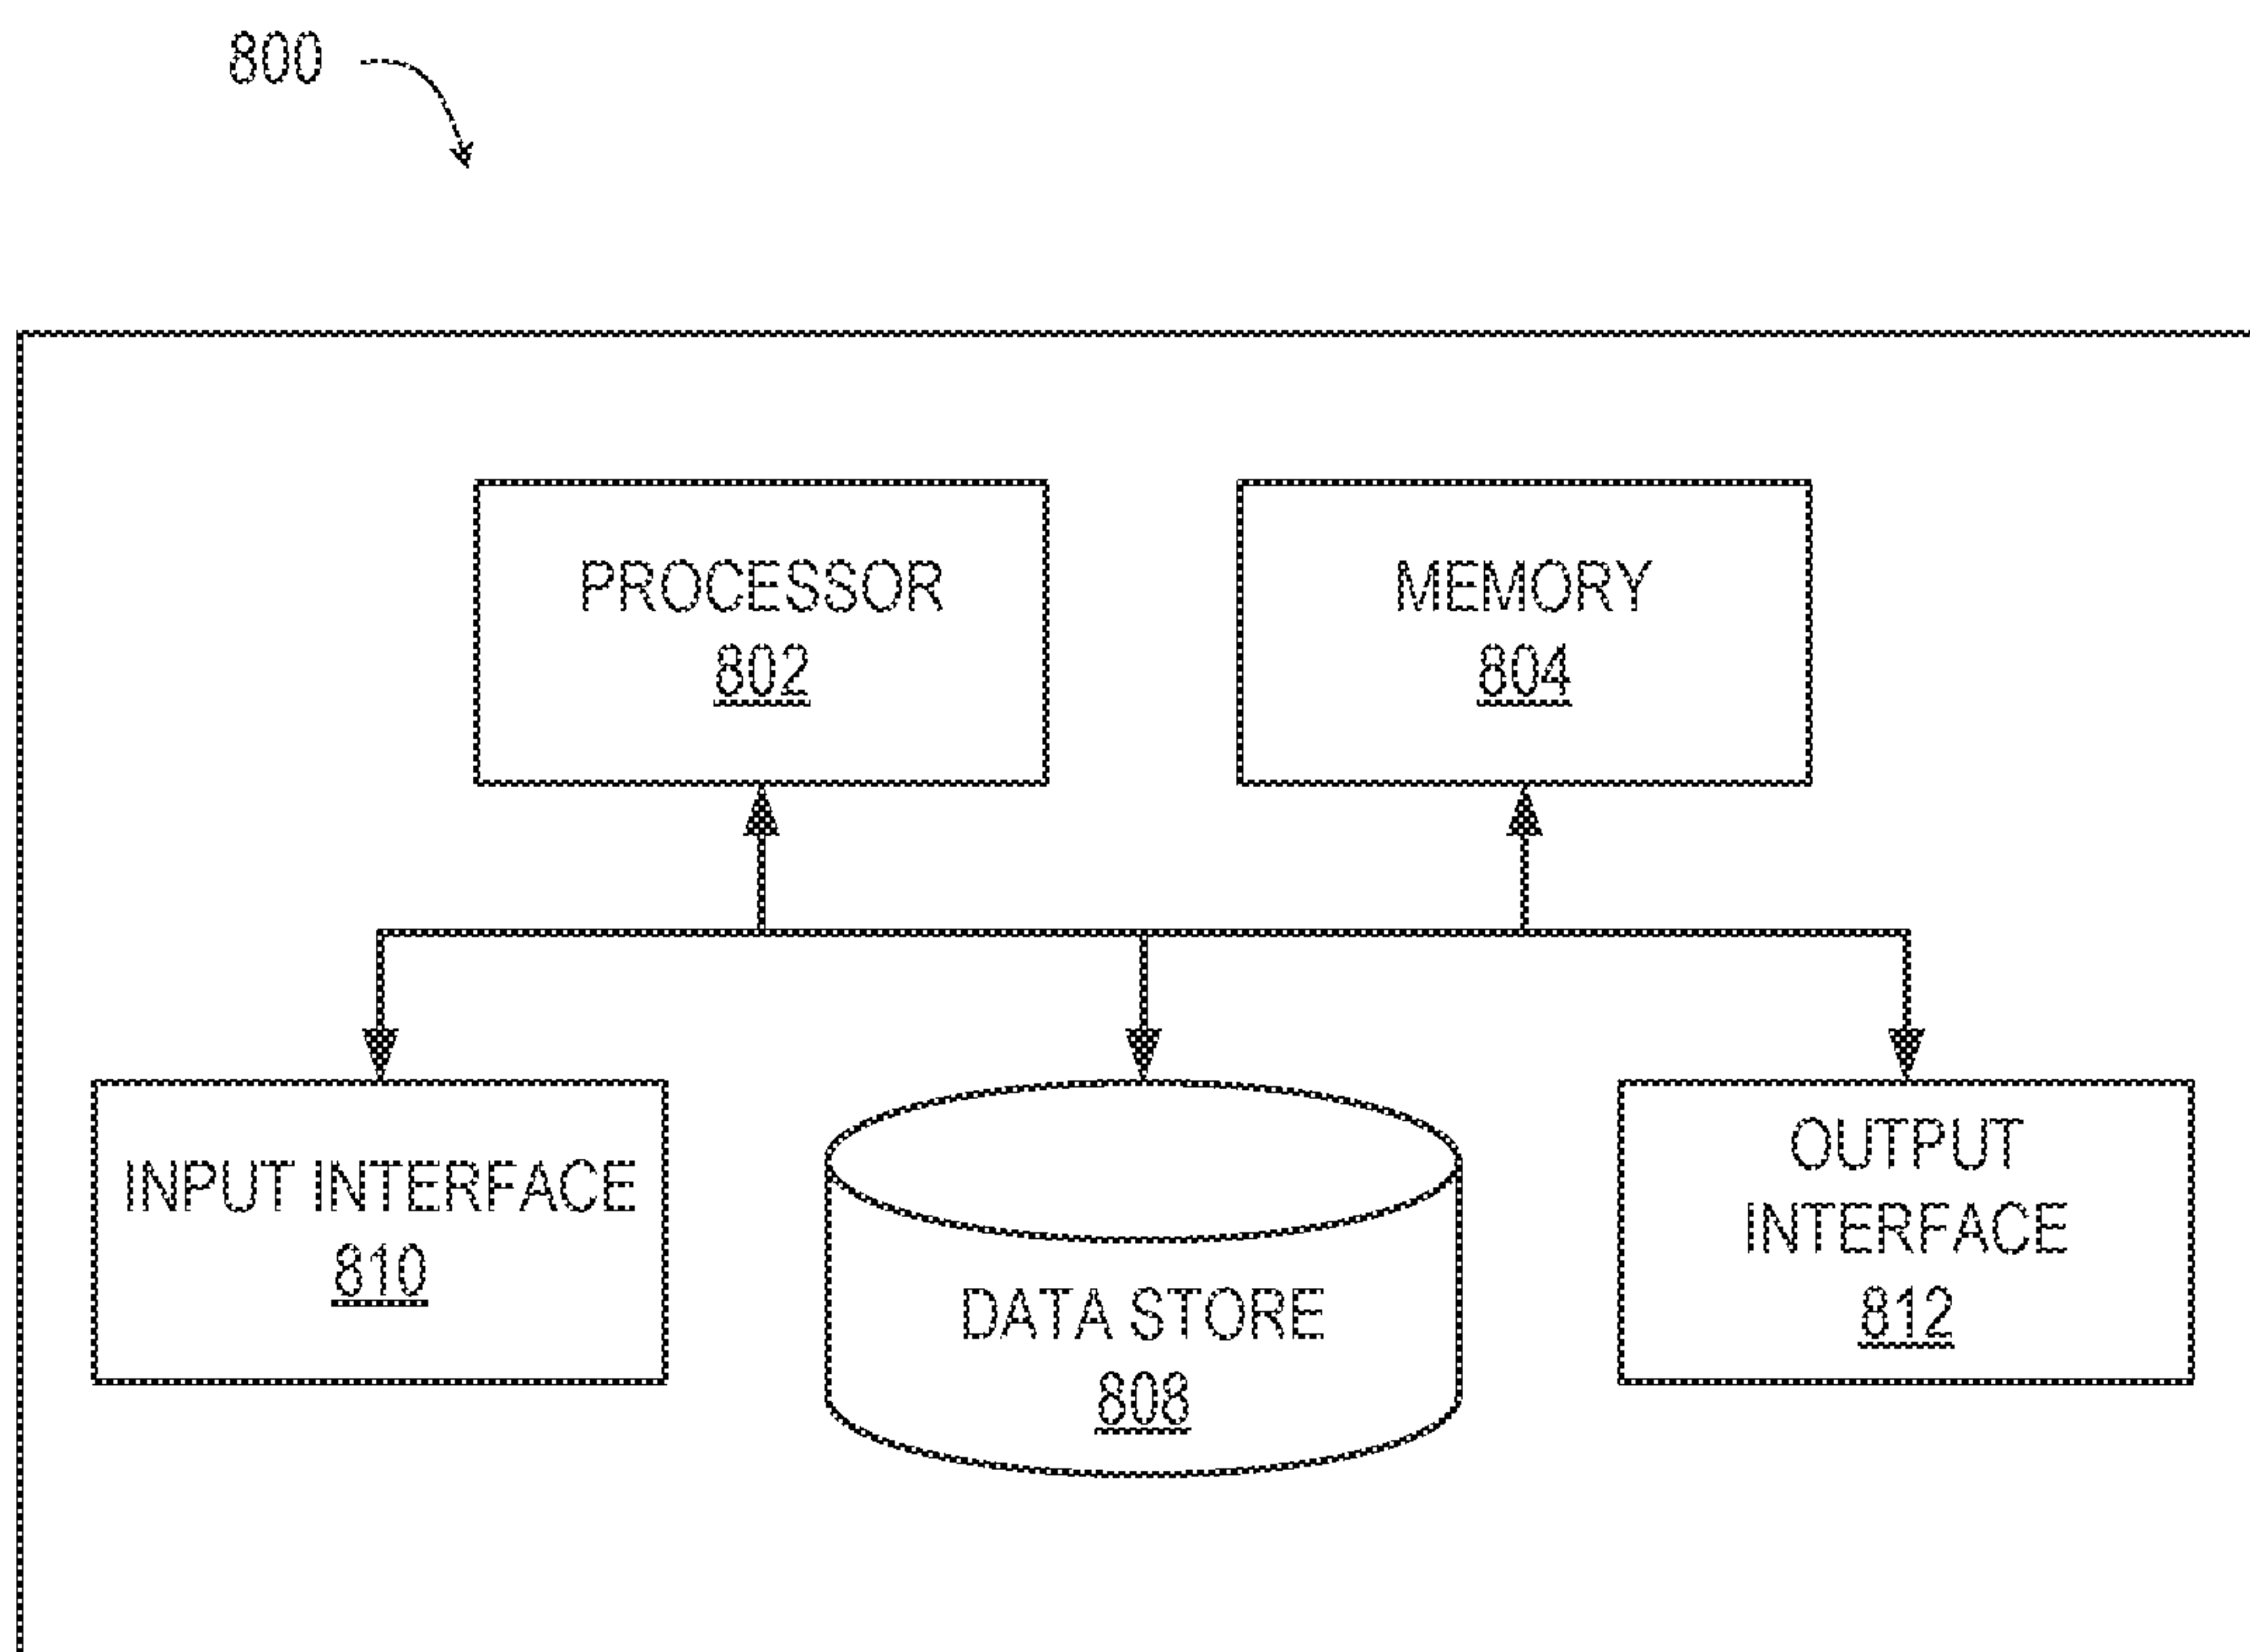 800
PROCESSOR
802
MEMORY
804
INPUT INTERFACE
810
DATA STORE
808
OUTPUT
INTERFACE
812